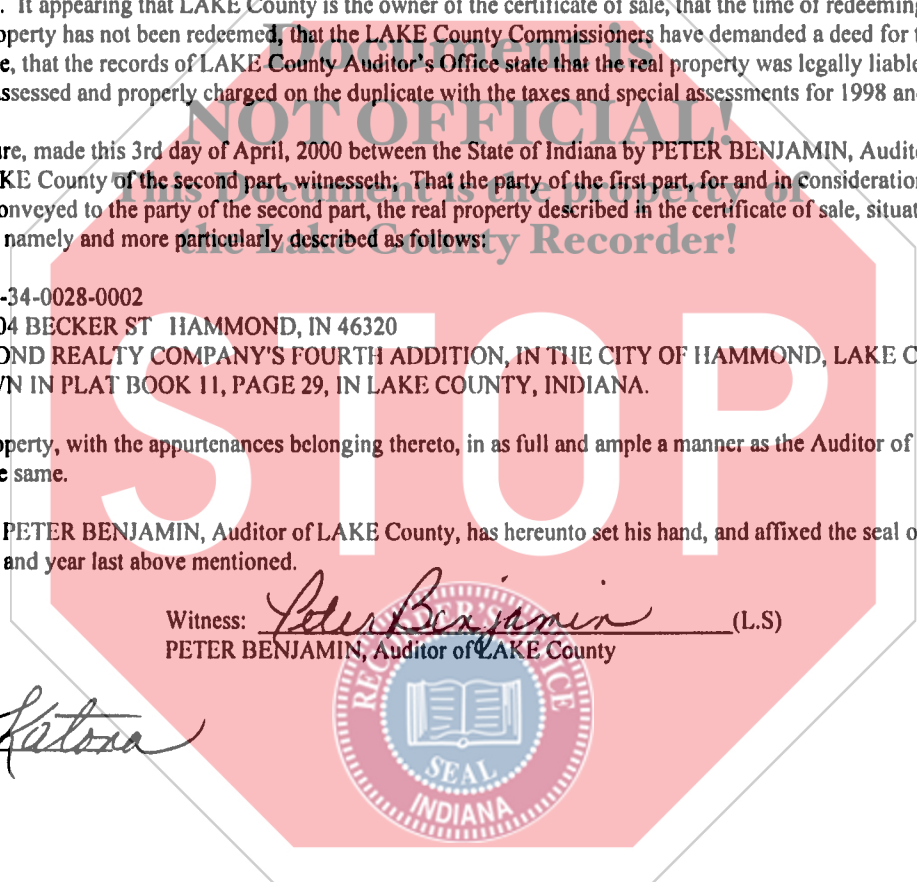 . It appearing that LAKE County is the owner of the certificate of sale, that the time of redeeming
operty has not been redeemed, that the LAKE County Commissioners have demanded a deed for t
e, that the records of LAKE County Auditor's Office state that the real property was legally liable
ssessed and properly charged on the duplicate with the taxes and special assessments for 1998 an
Document is
NOT OFFICIAL!
This Document is the property of
the Lake County Recorder!
re, made this 3rd day of April, 2000 between the State of Indiana by PETER BENJAMIN, Audito
KE County of the second part, witnesseth; That the party of the first part, for and in consideration
onveyed to the party of the second part, the real property described in the certificate of sale, situat
namely and more particularly described as follows:
-34-0028-0002
04 BECKER ST HAMMOND, IN 46320
OND REALTY COMPANY'S FOURTH ADDITION, IN THE CITY OF HAMMOND, LAKE C
VN IN PLAT BOOK 11, PAGE 29, IN LAKE COUNTY, INDIANA.
STOP
operty, with the appurtenances belonging thereto, in as full and ample a manner as the Auditor of
e same.
PETER BENJAMIN, Auditor of LAKE County, has hereunto set his hand, and affixed the seal o
and year last above mentioned.
Witness: Peter Benjamin (L.S)
PETER BENJAMIN, Auditor of LAKE County
Katona
RECORDER'S OFFICE
SEAL
INDIANA